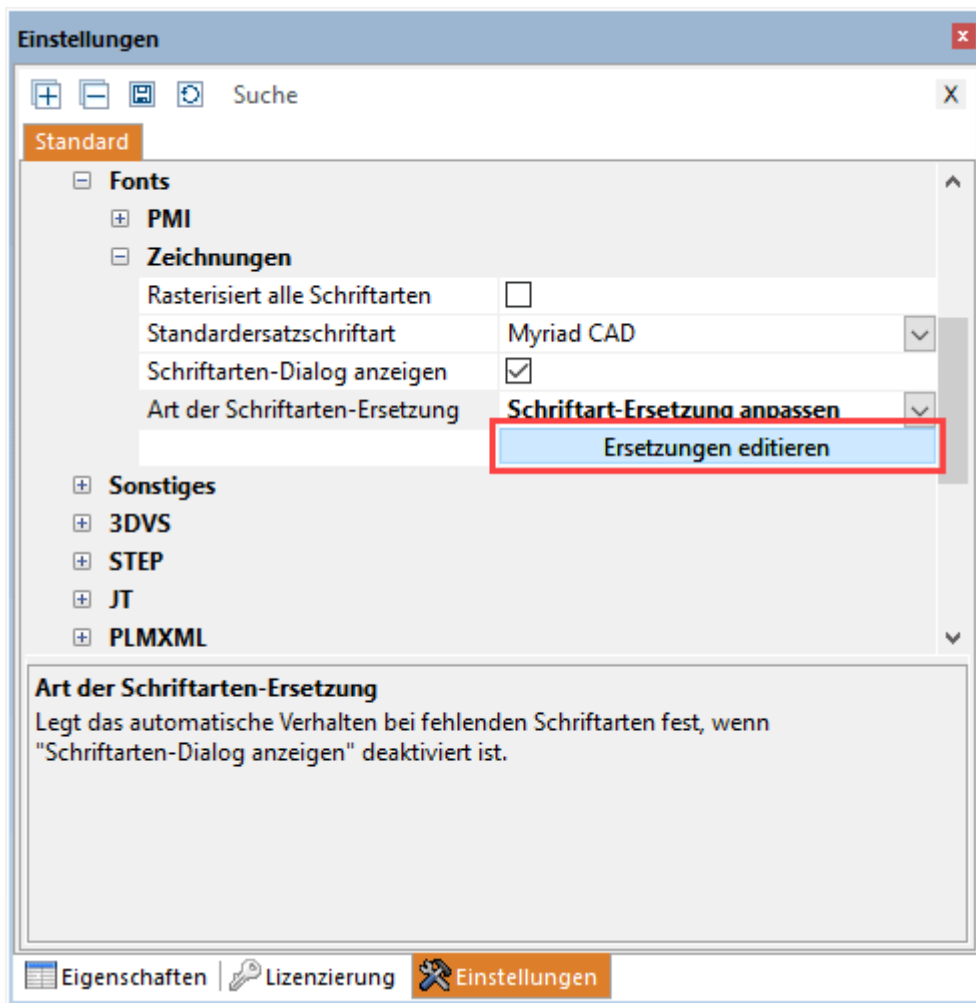 Einstellungen
Suche
X
Standard
Fonts
PMI
Zeichnungen
Rasterisiert alle Schriftarten
Standardersatzschriftart Myriad CAD
Schriftarten-Dialog anzeigen
Art der Schriftarten-Ersetzung Schriftart-Ersetzung anpassen
Ersetzungen editieren
Sonstiges
3DVS
STEP
JT
PLMXML
Art der Schriftarten-Ersetzung
Legt das automatische Verhalten bei fehlenden Schriftarten fest, wenn
"Schriftarten-Dialog anzeigen" deaktiviert ist.
Eigenschaften Lizenzierung Einstellungen